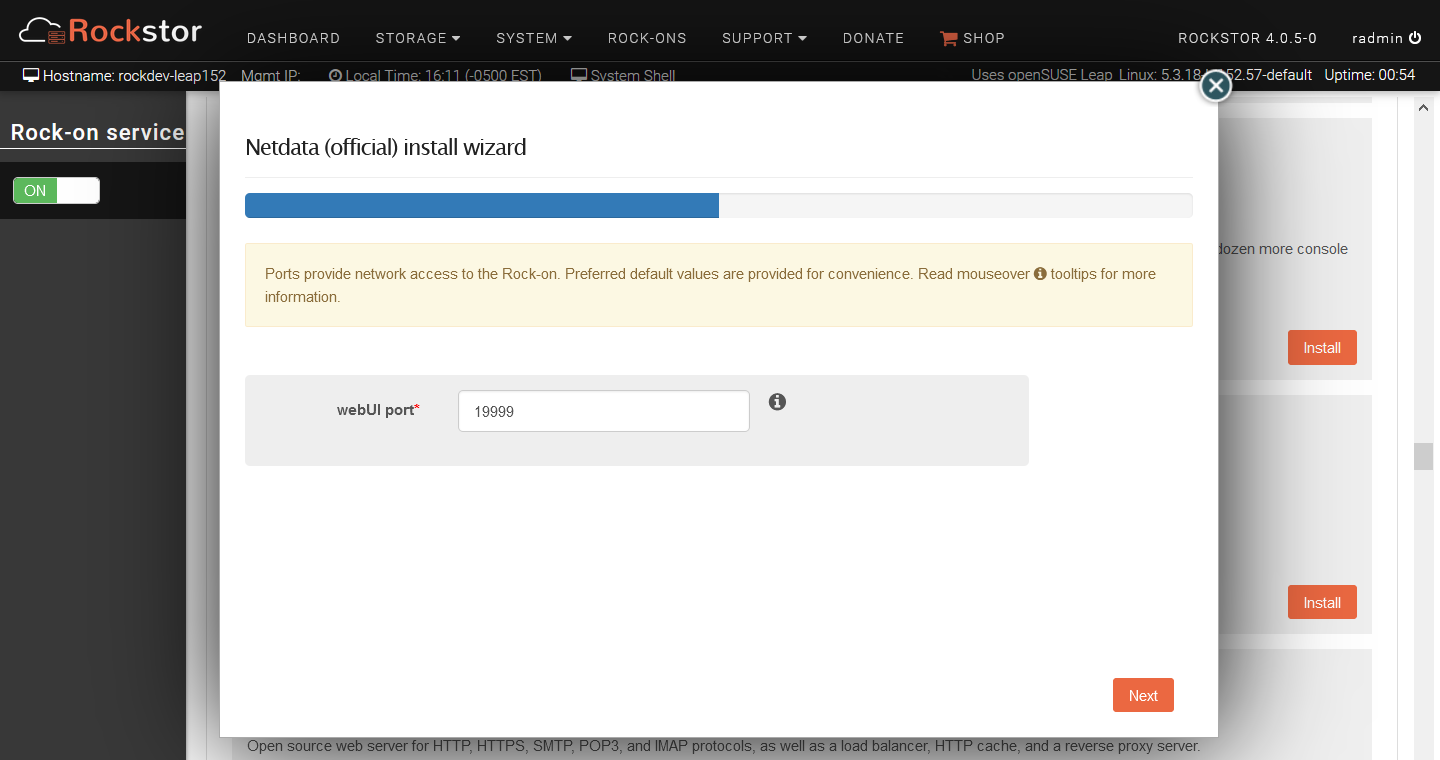 Rockstor
DASHBOARD STORAGE SYSTEM ROCK-ONS SUPPORT DONATE SHOP ROCKSTOR 4.0.5-0 radmin
Hostname: rockdev-leap152 Mgmt IP: Local Time: 16:11 (-0500 EST) System Shell Uses openSUSE Leap Linux: 5.3.18- 52.57-default Uptime: 00:54
Rock-on service
ON
Netdata (official) install wizard
Ports provide network access to the Rock-on. Preferred default values are provided for convenience. Read mouseover tooltips for more
information.
webUI port* 19999
Next
dozen more console
Install
Install
Open source web server for HTTP, HTTPS, SMTP, POP3, and IMAP protocols, as well as a load balancer, HTTP cache, and a reverse proxy server.